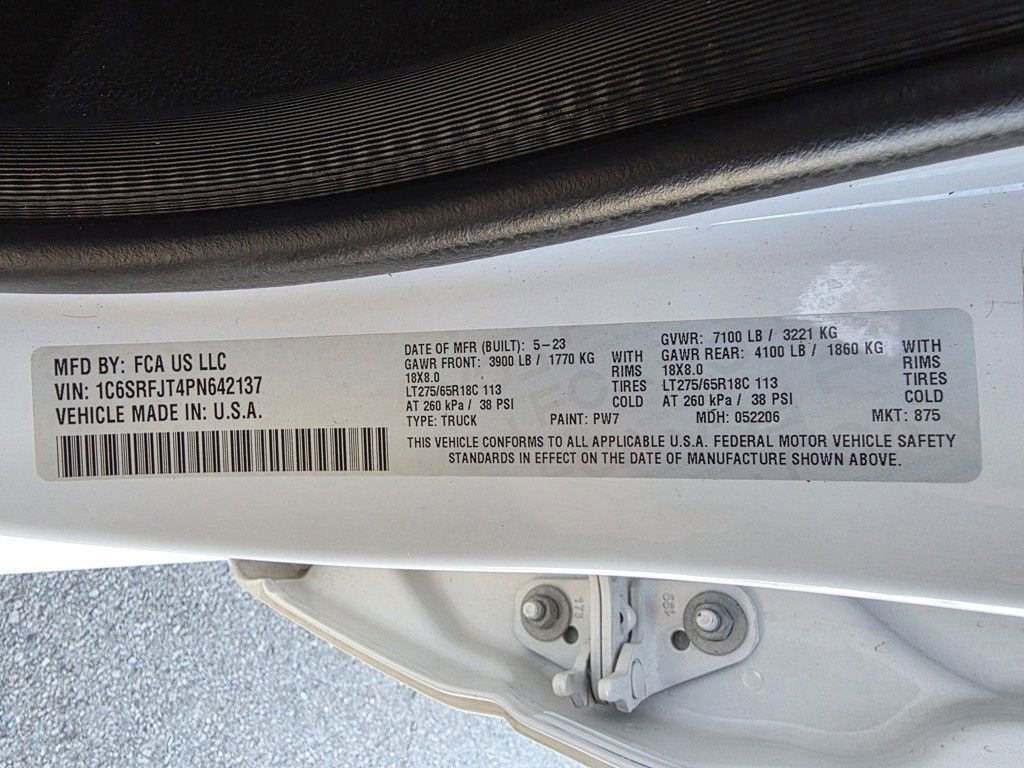 MFD BY: FCA US LLC
VIN: 1C6SRFJT4PN642137
VEHICLE MADE IN: U.S.A.
DATE OF MFR (BUILT): 5-23
GAWR FRONT: 3900 LB / 1770 KG WITH
18X8.0 RIMS
LT275/65R18C 113 TIRES
AT 260 kPa / 38 PSI COLD
TYPE: TRUCK PAINT: PW7
GVWR: 7100 LB / 3221 KG
GAWR REAR: 4100 LB / 1860 KG WITH
18X8.0 RIMS
LT275/65R18C 113 TIRES
AT 260 kPa / 38 PSI COLD
MDH: 052206 MKT: 875
THIS VEHICLE CONFORMS TO ALL APPLICABLE U.S.A. FEDERAL MOTOR VEHICLE SAFETY
STANDARDS IN EFFECT ON THE DATE OF MANUFACTURE SHOWN ABOVE.
173